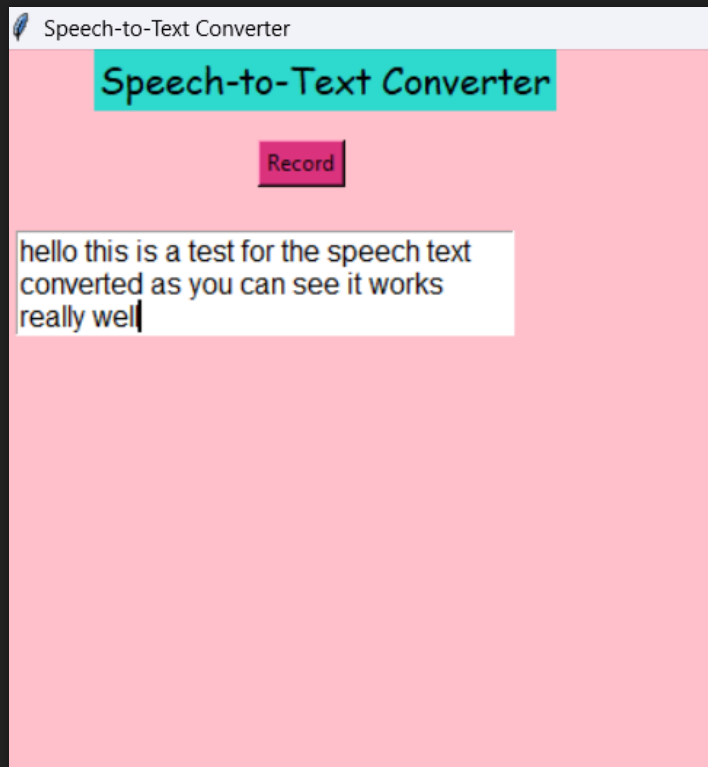 Speech-to-Text Converter
Speech-to-Text Converter
Record
hello this is a test for the speech text
converted as you can see it works
really well